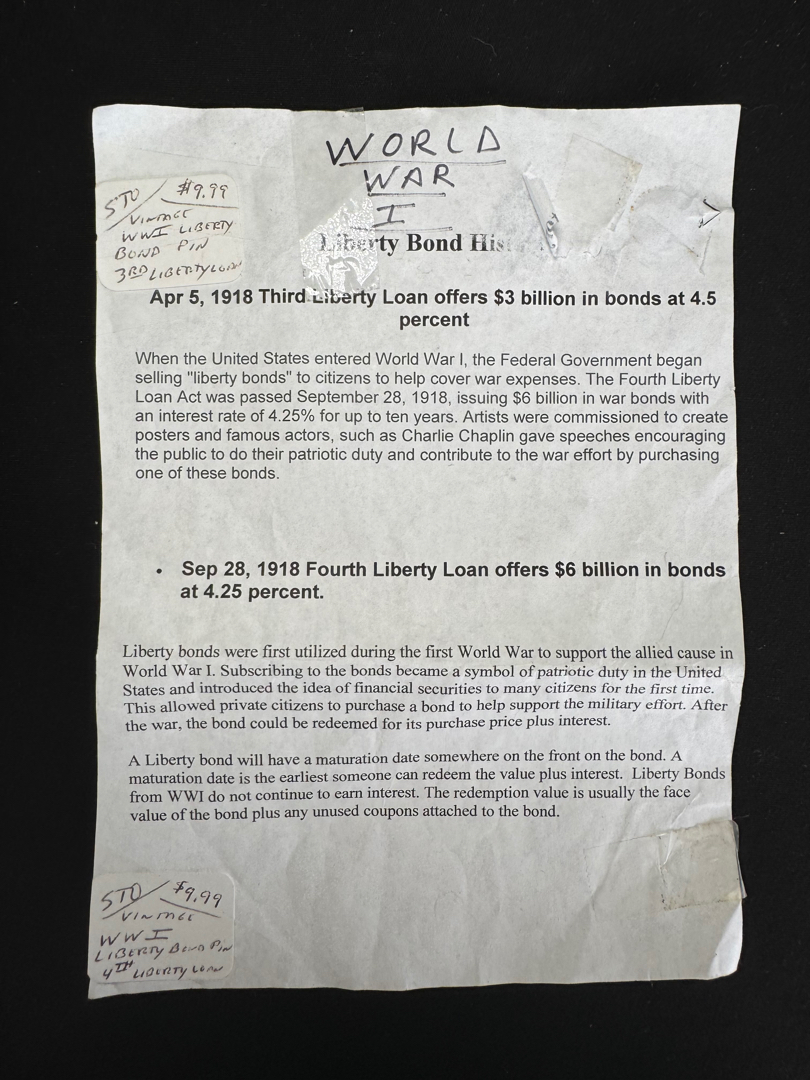 WORLD
WAR
I
STO/ $9.99
VINTAGE
WWI LIBERTY
BOND PIN
3RD LIBERTY LOAN
Liberty Bond
Apr 5, 1918 Third Liberty Loan offers $3 billion in bonds at 4.5
percent
When the United States entered World War I, the Federal Government began
selling "liberty bonds" to citizens to help cover war expenses. The Fourth Liberty
Loan Act was passed September 28, 1918, issuing $6 billion in war bonds with
an interest rate of 4.25% for up to ten years. Artists were commissioned to create
posters and famous actors, such as Charlie Chaplin gave speeches encouraging
the public to do their patriotic duty and contribute to the war effort by purchasing
one of these bonds.
• Sep 28, 1918 Fourth Liberty Loan offers $6 billion in bonds
at 4.25 percent.
Liberty bonds were first utilized during the first World War to support the allied cause in
World War I. Subscribing to the bonds became a symbol of patriotic duty in the United
States and introduced the idea of financial securities to many citizens for the first time.
This allowed private citizens to purchase a bond to help support the military effort. After
the war, the bond could be redeemed for its purchase price plus interest.
A Liberty bond will have a maturation date somewhere on the front on the bond. A
maturation date is the earliest someone can redeem the value plus interest. Liberty Bonds
from WWI do not continue to earn interest. The redemption value is usually the face
value of the bond plus any unused coupons attached to the bond.
STO/ $9.99
VINTAGE
WWI
LIBERTY BOND PIN
4TH LIBERTY LOAN